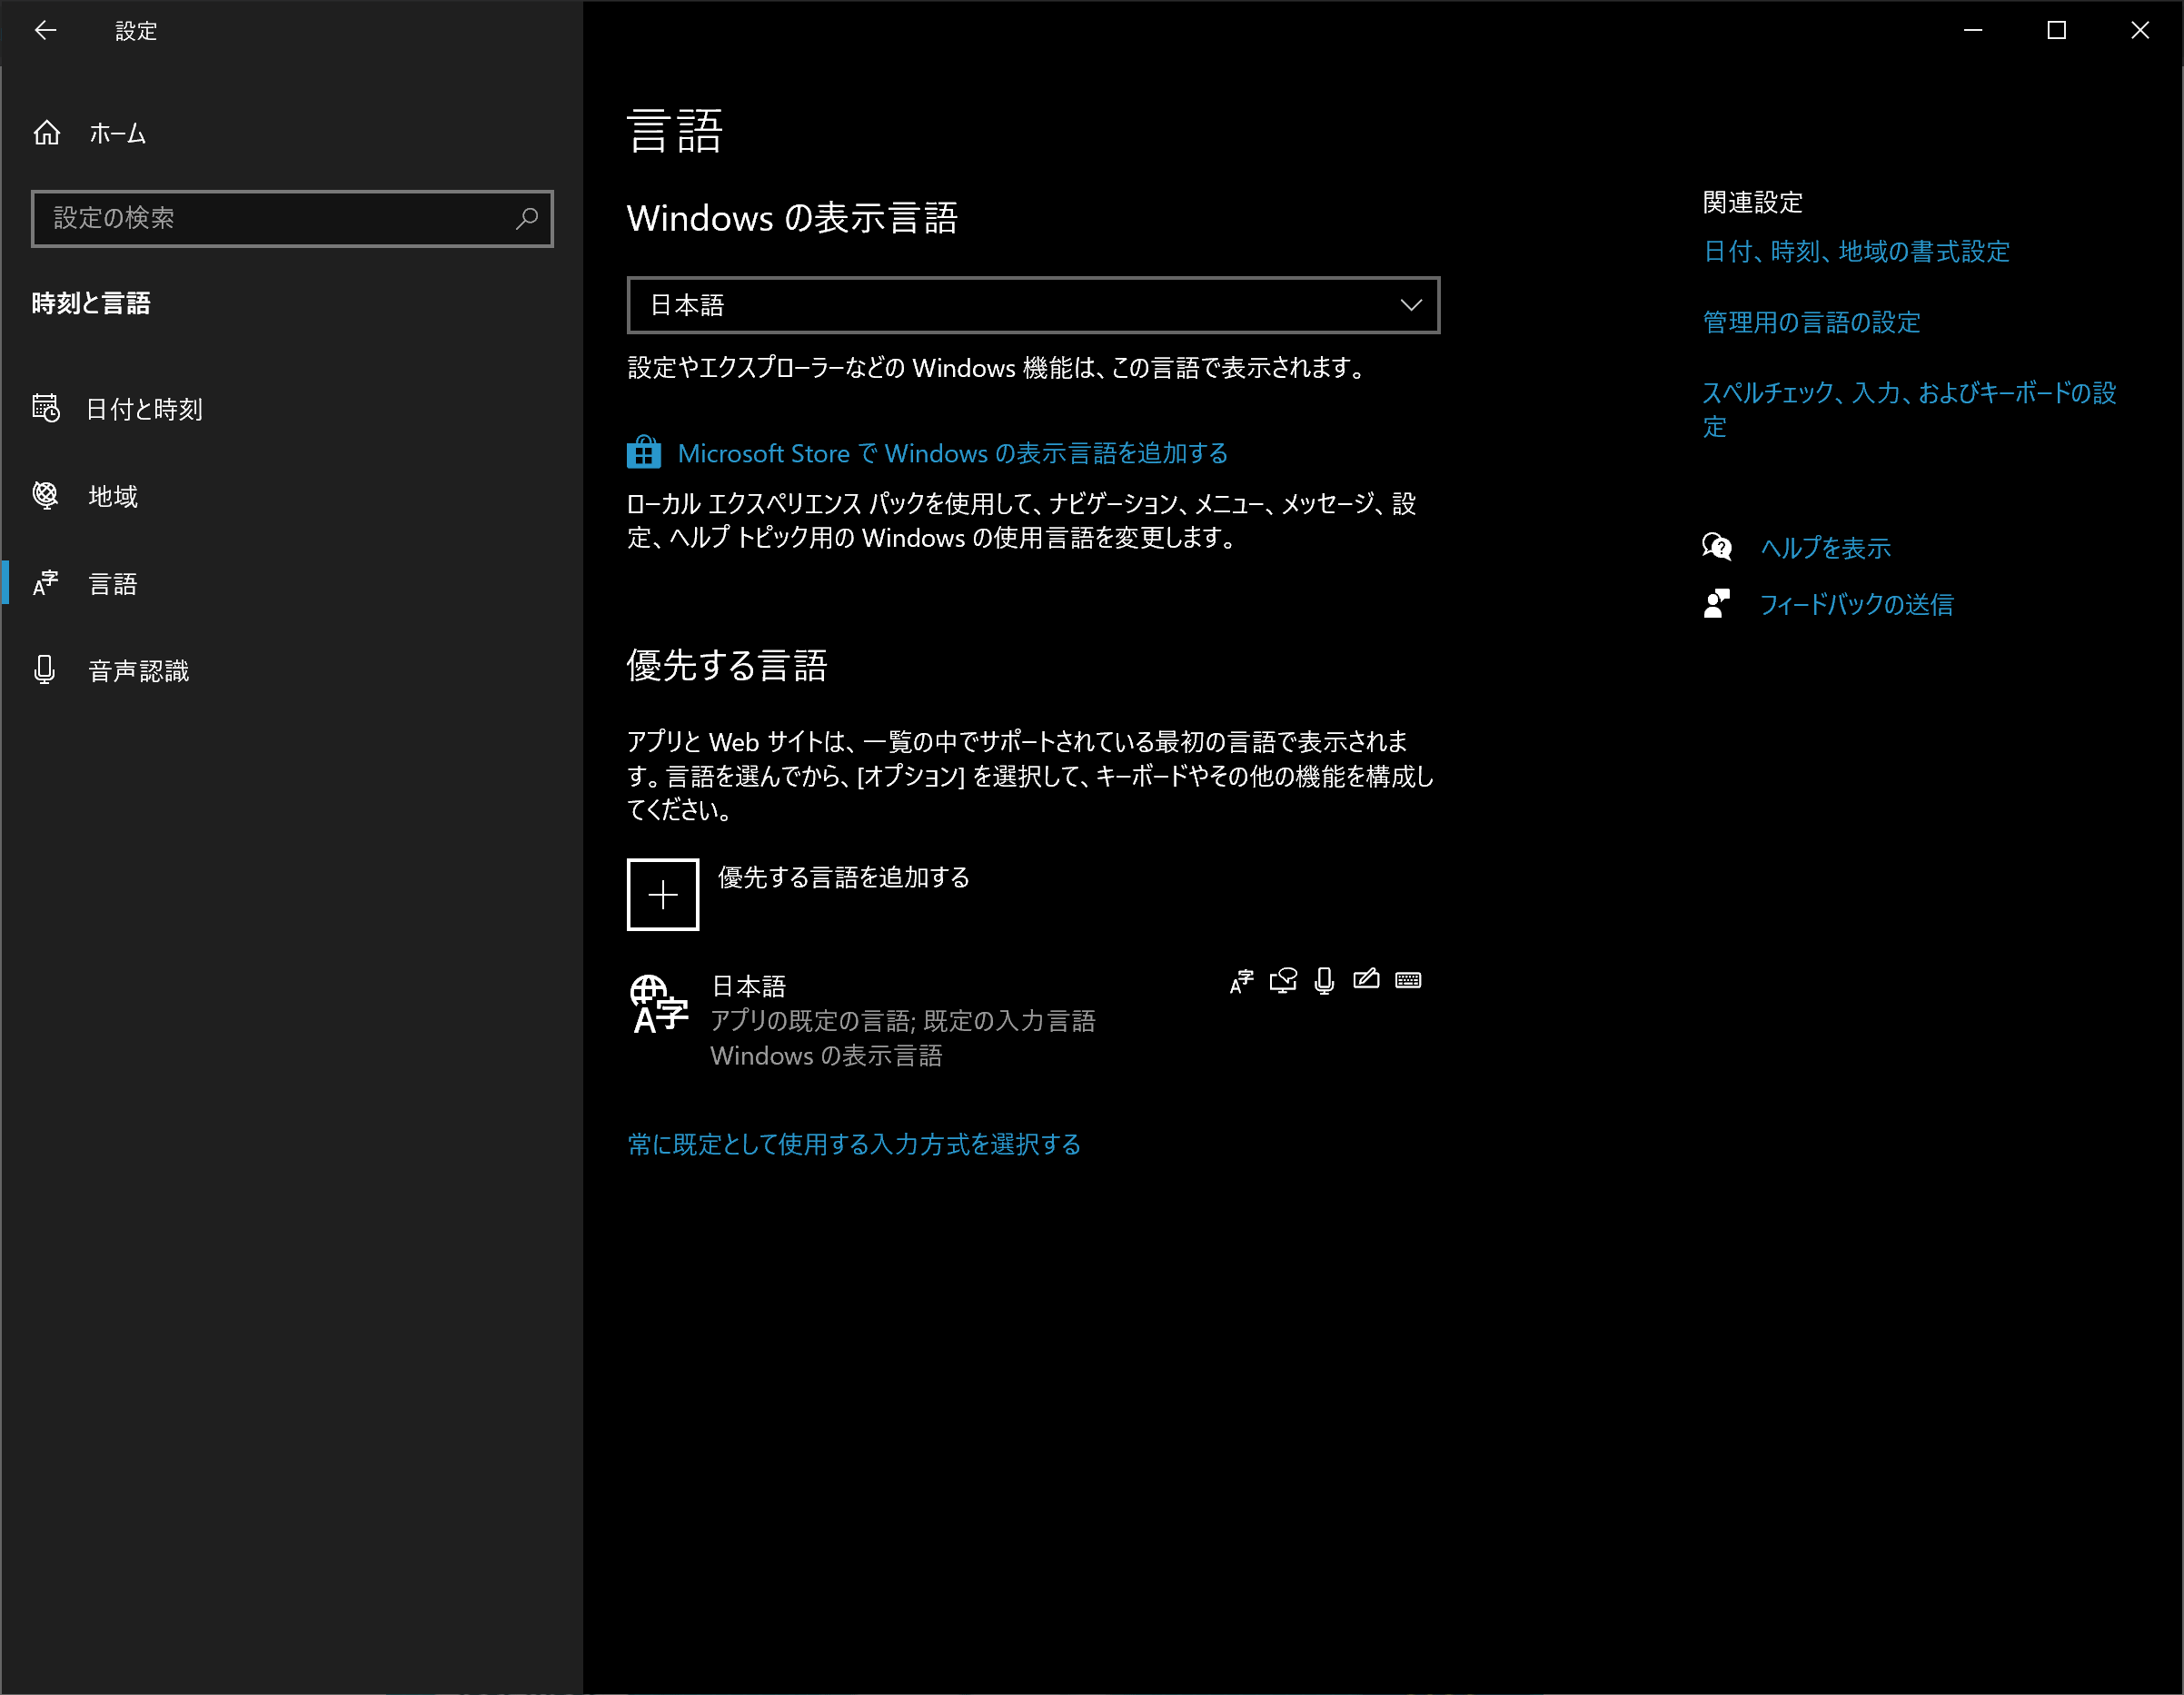 設定
ホーム
設定の検索
時刻と言語
日付と時刻
地域
言語
音声認識
言語
Windows の表示言語
日本語
設定やエクスプローラーなどの Windows 機能は、この言語で表示されます。
Microsoft Store で Windows の表示言語を追加する
ローカル エクスペリエンス パックを使用して、ナビゲーション、メニュー、メッセージ、設
定、ヘルプ トピック用の Windows の使用言語を変更します。
優先する言語
アプリと Web サイトは、一覧の中でサポートされている最初の言語で表示されま
す。言語を選んでから、[オプション] を選択して、キーボードやその他の機能を構成し
てください。
優先する言語を追加する
日本語
アプリの既定の言語; 既定の入力言語
Windows の表示言語
常に既定として使用する入力方式を選択する
関連設定
日付、時刻、地域の書式設定
管理用の言語の設定
スペルチェック、入力、およびキーボードの設
定
ヘルプを表示
フィードバックの送信